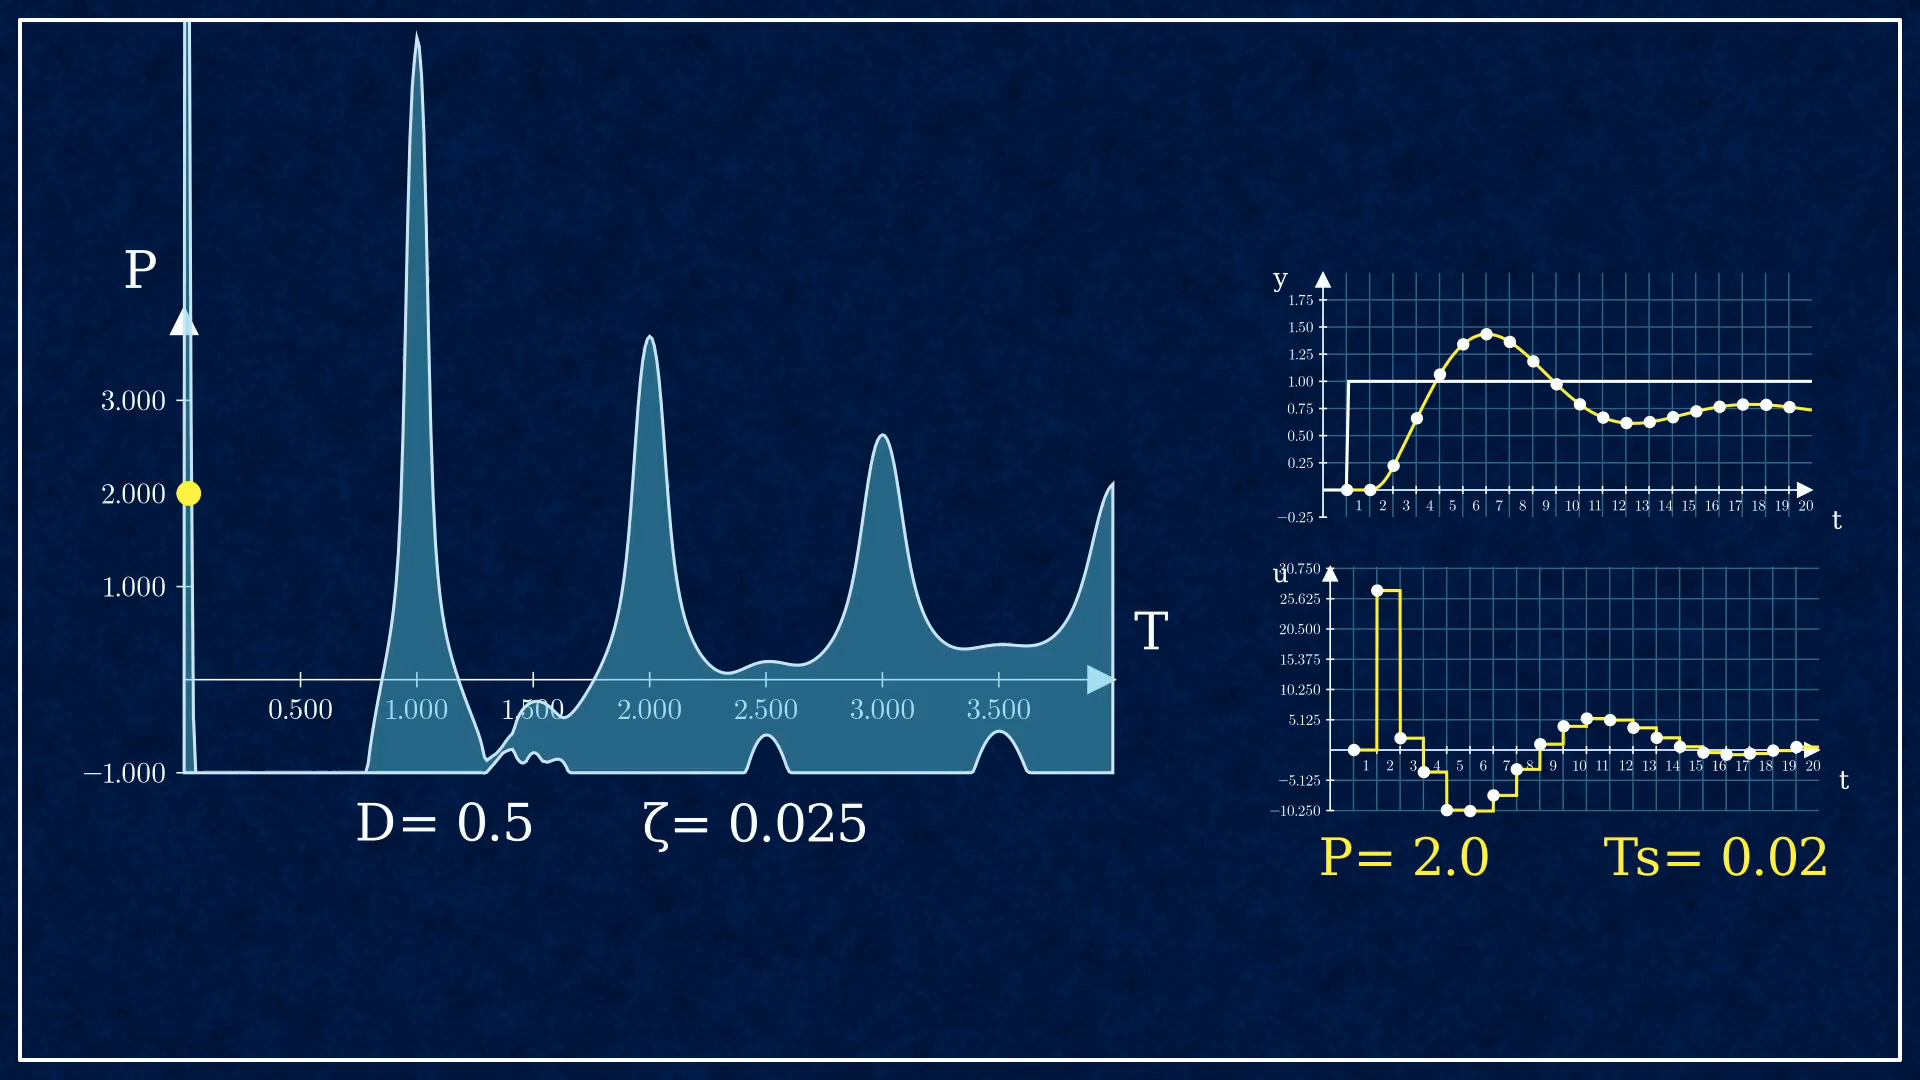 P
3.000
2.000
1.000
−1.000
0.500 1.000 1.500 2.000 2.500 3.000 3.500
T
D= 0.5 ζ= 0.025
y
1.75
1.50
1.25
1.00
0.75
0.50
0.25
−0.25
1 2 3 4 5 6 7 8 9 10 11 12 13 14 15 16 17 18 19 20
t
u
30.750
25.625
20.500
15.375
10.250
5.125
−5.125
−10.250
1 2 3 4 5 6 7 8 9 10 11 12 13 14 15 16 17 18 19 20
t
P= 2.0 Ts= 0.02